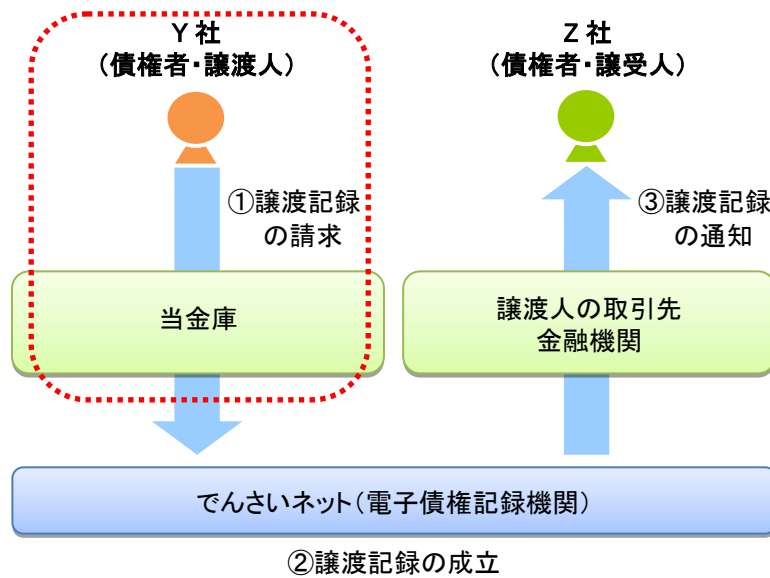 Y 社
(債権者・譲渡人)
Z 社
(債権者・譲受人)
①譲渡記録
の請求
③譲渡記録
の通知
当金庫
譲渡人の取引先
金融機関
でんさいネット(電子債権記録機関)
②譲渡記録の成立